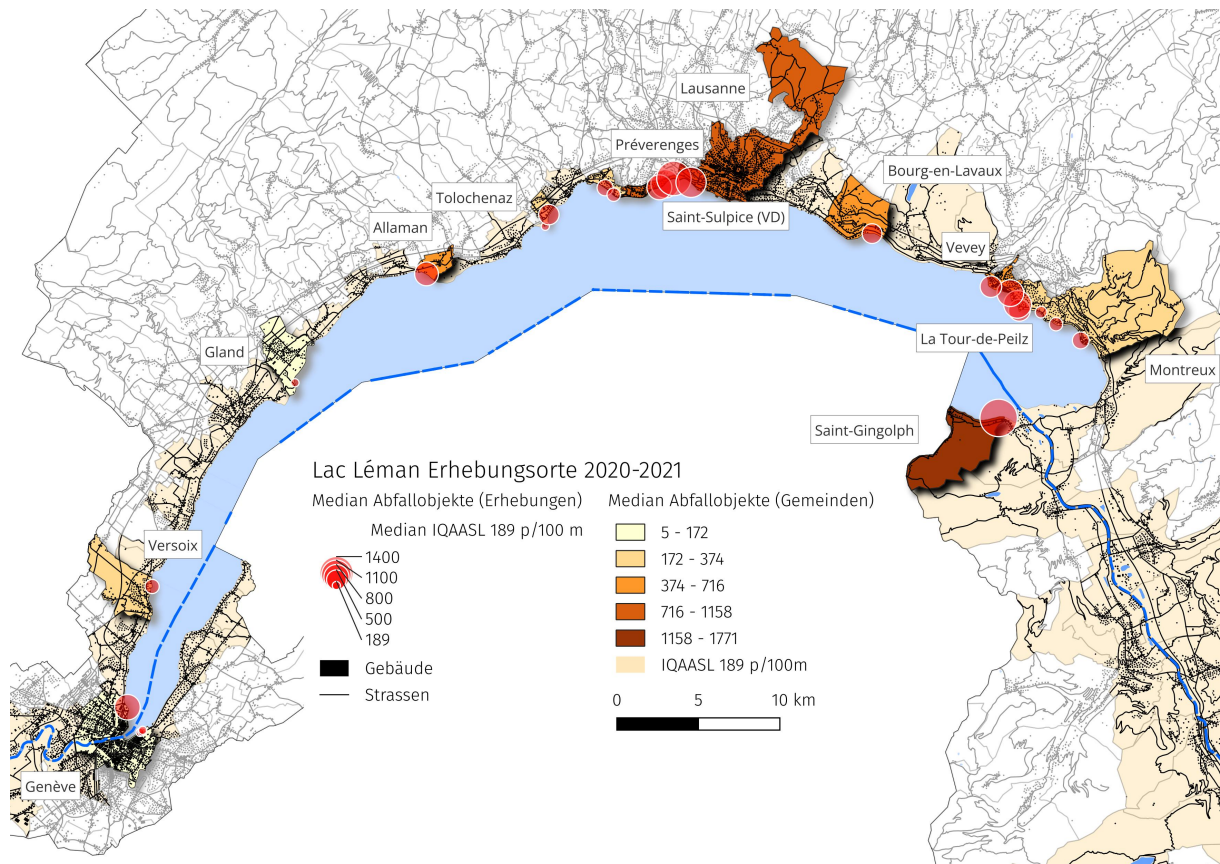 Lausanne
Préverenges
Bourg-en-Lavaux
Tolochenaz
Saint-Sulpice (VD)
Allaman
Vevey
Gland
La Tour-de-Peilz
Montreux
Saint-Gingolph
Lac Léman Erhebungsorte 2020-2021
Median Abfallobjekte (Erhebungen)
Median IQAASL 189 p/100 m
1400
1100
800
500
189
Gebäude
Strassen
Median Abfallobjekte (Gemeinden)
5 - 172
172 - 374
374 - 716
716 - 1158
1158 - 1771
IQAASL 189 p/100m
0 5 10 km
Versoix
Genève